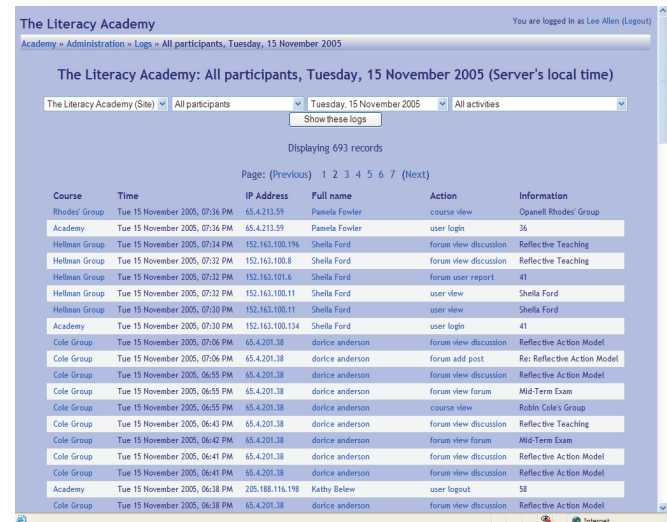 The Literacy Academy You are logged in as Lee Allen (Logout)
Academy » Administration » Logs » All participants, Tuesday, 15 November 2005
The Literacy Academy: All participants, Tuesday, 15 November 2005 (Server's local time)
The Literacy Academy (Site) All participants Tuesday, 15 November 2005 All activities
Show these logs
Displaying 693 records
Page: (Previous) 1 2 3 4 5 6 7 (Next)
Course Time IP Address Full name Action Information
Rhodes' Group Tue 15 November 2005, 07:36 PM 65.4.213.59 Pamela Fowler course view Opanell Rhodes' Group
Academy Tue 15 November 2005, 07:36 PM 65.4.213.59 Pamela Fowler user login 36
Hellman Group Tue 15 November 2005, 07:34 PM 152.163.100.196 Sheila Ford forum view discussion Reflective Teaching
Hellman Group Tue 15 November 2005, 07:32 PM 152.163.100.8 Sheila Ford forum view discussion Reflective Teaching
Hellman Group Tue 15 November 2005, 07:32 PM 152.163.101.6 Sheila Ford forum user report 41
Hellman Group Tue 15 November 2005, 07:32 PM 152.163.100.11 Sheila Ford user view Sheila Ford
Hellman Group Tue 15 November 2005, 07:30 PM 152.163.100.11 Sheila Ford user view Sheila Ford
Academy Tue 15 November 2005, 07:30 PM 152.163.100.134 Sheila Ford user login 41
Cole Group Tue 15 November 2005, 07:06 PM 65.4.201.38 dorice anderson forum view discussion Reflective Action Model
Cole Group Tue 15 November 2005, 07:06 PM 65.4.201.38 dorice anderson forum add post Re: Reflective Action Model
Cole Group Tue 15 November 2005, 06:55 PM 65.4.201.38 dorice anderson forum view discussion Reflective Action Model
Cole Group Tue 15 November 2005, 06:55 PM 65.4.201.38 dorice anderson forum view forum Mid-Term Exam
Cole Group Tue 15 November 2005, 06:55 PM 65.4.201.38 dorice anderson course view Robin Cole's Group
Cole Group Tue 15 November 2005, 06:43 PM 65.4.201.38 dorice anderson forum view discussion Reflective Teaching
Cole Group Tue 15 November 2005, 06:42 PM 65.4.201.38 dorice anderson forum view forum Mid-Term Exam
Cole Group Tue 15 November 2005, 06:41 PM 65.4.201.38 dorice anderson forum view discussion Reflective Action Model
Cole Group Tue 15 November 2005, 06:41 PM 65.4.201.38 dorice anderson forum view discussion Reflective Action Model
Academy Tue 15 November 2005, 06:38 PM 205.188.116.198 Kathy Belew user logout 58
Cole Group Tue 15 November 2005, 06:38 PM 65.4.201.38 dorice anderson forum view discussion Reflective Action Model
Internet